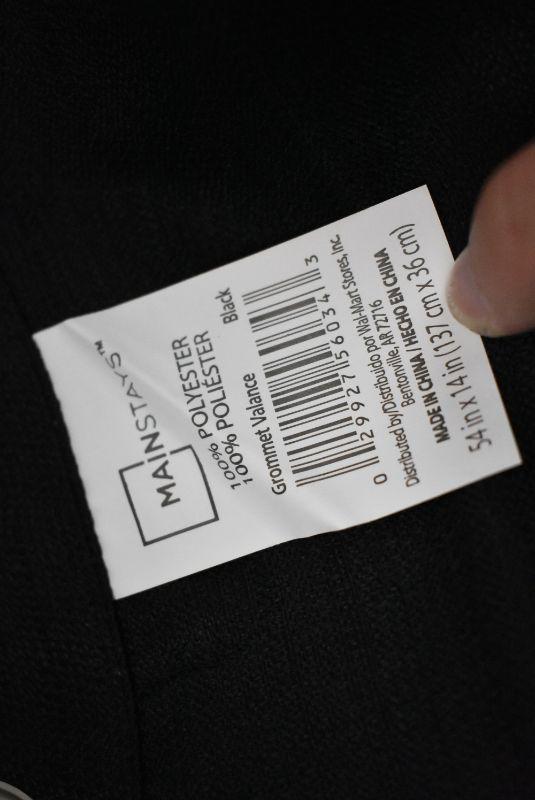 MAINSTAYS™
100% POLYESTER
100% POLIÉSTER
Grommet Valance Black
0 29927 56034 3
Distributed by/Distribuido por Wal-Mart Stores, Inc.,
Bentonville, AR 72716
MADE IN CHINA / HECHO EN CHINA
54 in x 14 in (137 cm x 36 cm)